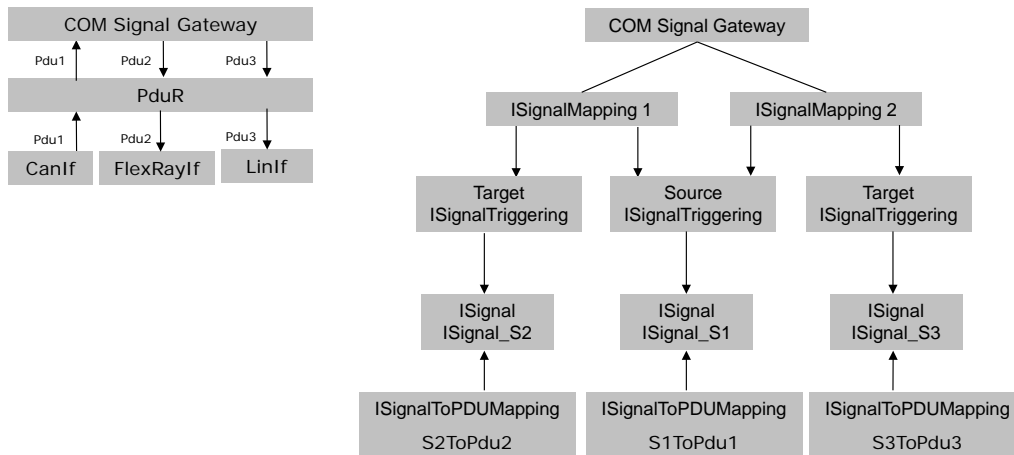 COM Signal Gateway
Pdu1
Pdu2
Pdu3
PduR
Pdu1
Pdu2
Pdu3
CanIf
FlexRayIf
LinIf
COM Signal Gateway
ISignalMapping 1
ISignalMapping 2
Target
ISignalTriggering
Source
ISignalTriggering
Target
ISignalTriggering
ISignal
ISignal_S2
ISignal
ISignal_S1
ISignal
ISignal_S3
ISignalToPDUMapping
S2ToPdu2
ISignalToPDUMapping
S1ToPdu1
ISignalToPDUMapping
S3ToPdu3